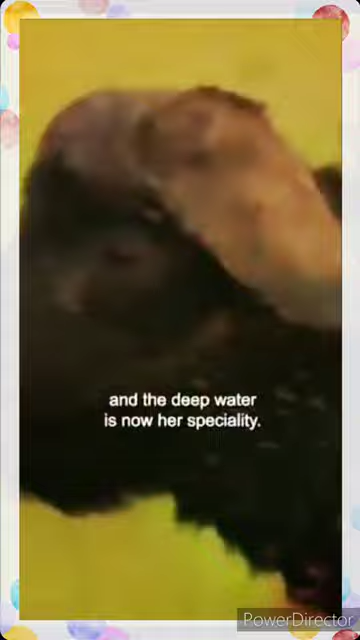 and the deep water
is now her speciality.
PowerDirector